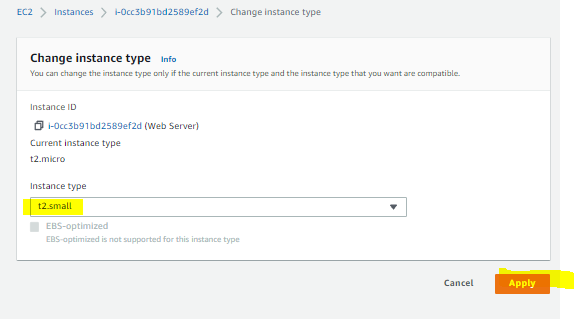 EC2 > Instances > i-0cc3b91bd2589ef2d > Change instance type
Change instance type Info
You can change the instance type only if the current instance type and the instance type that you want are compatible.
Instance ID
i-0cc3b91bd2589ef2d (Web Server)
Current instance type
t2.micro
Instance type
t2.small
EBS-optimized
EBS-optimized is not supported for this instance type
Cancel Apply